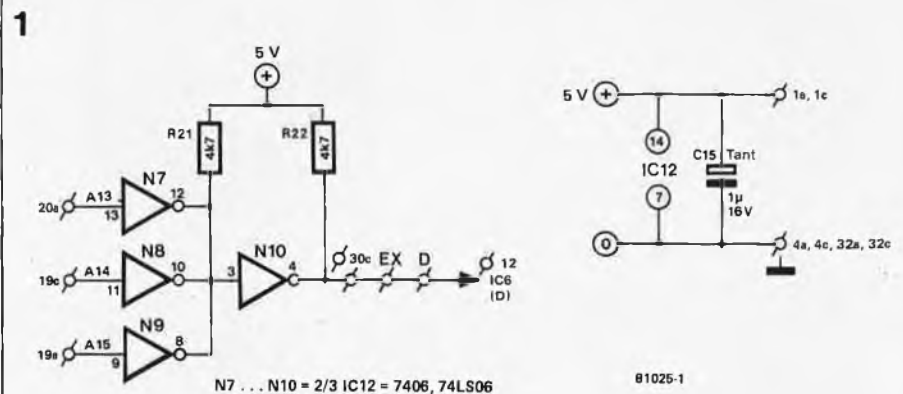 1
5 V
+
R21
4k7
R22
4k7
N7
20a
A13
13
12
N8
19c
A14
11
10
N9
19a
A15
9
8
N10
3
4
30c
EX
D
12
IC6
(D)
N7 . . . N10 = 2/3 IC12 = 7406, 74LS06
5 V
+
1a, 1c
14
IC12
7
C15
Tant
1µ
16V
0
4a, 4c, 32a, 32c
81025-1